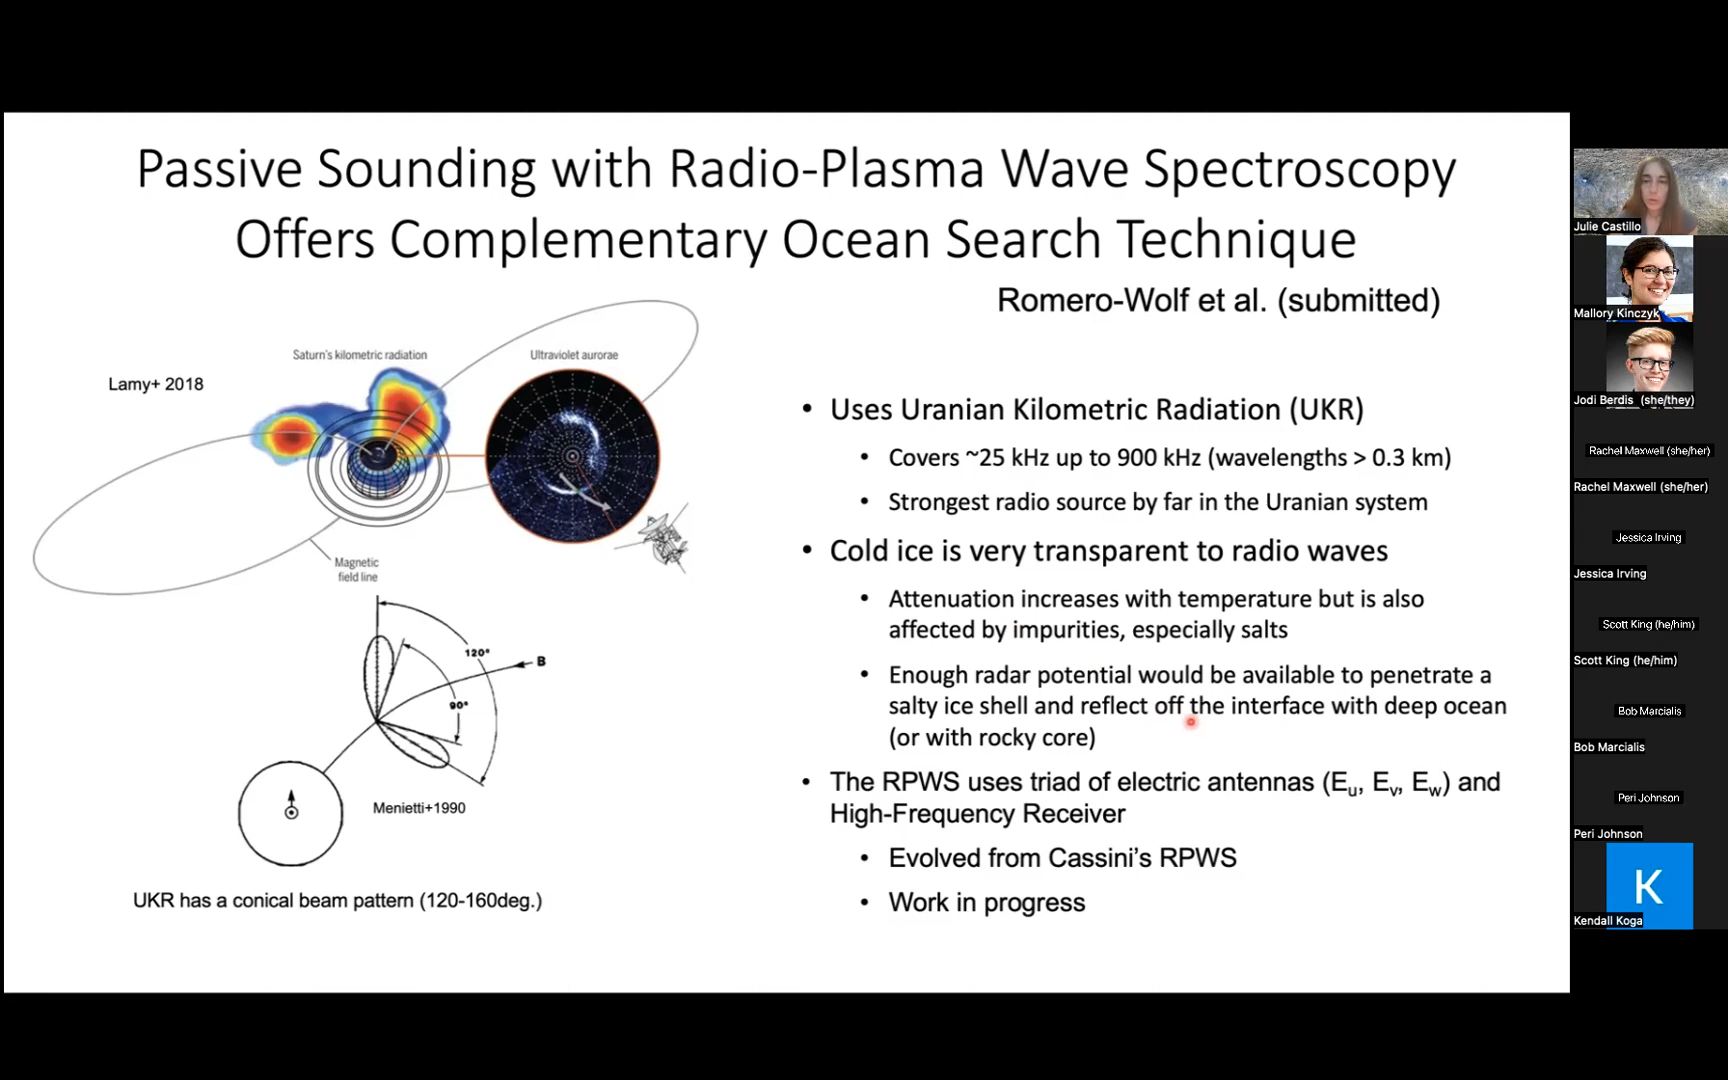 Passive Sounding with Radio-Plasma Wave Spectroscopy
Offers Complementary Ocean Search Technique
Romero-Wolf et al. (submitted)
Saturn's kilometric radiation
Ultraviolet aurorae
Lamy+ 2018
Magnetic
field line
120°
B
90°
Menietti+1990
UKR has a conical beam pattern (120-160deg.)
• Uses Uranian Kilometric Radiation (UKR)
• Covers ~25 kHz up to 900 kHz (wavelengths > 0.3 km)
• Strongest radio source by far in the Uranian system
• Cold ice is very transparent to radio waves
• Attenuation increases with temperature but is also
affected by impurities, especially salts
• Enough radar potential would be available to penetrate a
salty ice shell and reflect off the interface with deep ocean
(or with rocky core)
• The RPWS uses triad of electric antennas (Eu, Ev, Ew) and
High-Frequency Receiver
• Evolved from Cassini's RPWS
• Work in progress
Julie Castillo
Mallory Kinczyk
Jodi Berdis (she/they)
Rachel Maxwell (she/her)
Rachel Maxwell (she/her)
Jessica Irving
Jessica Irving
Scott King (he/him)
Scott King (he/him)
Bob Marcialis
Bob Marcialis
Peri Johnson
Peri Johnson
K
Kendall Koga